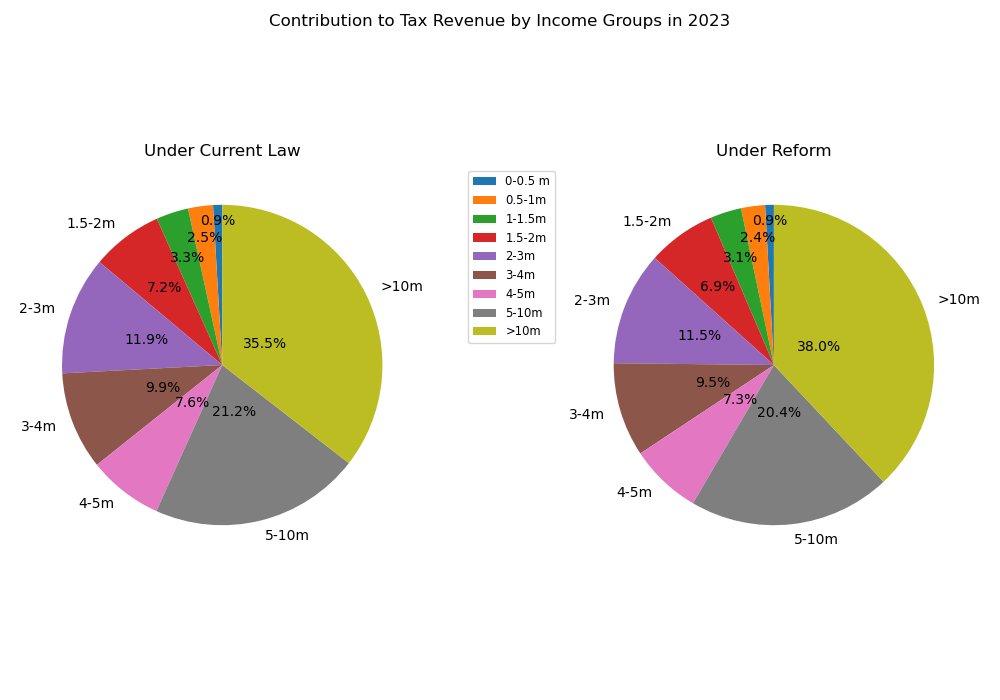 Contribution to Tax Revenue by Income Groups in 2023
Under Current Law
0.9%
2.5%
3.3%
1.5-2m
7.2%
2-3m
11.9%
>10m
35.5%
9.9%
7.6%
21.2%
3-4m
4-5m
5-10m
0-0.5 m
0.5-1m
1-1.5m
1.5-2m
2-3m
3-4m
4-5m
5-10m
>10m
Under Reform
0.9%
2.4%
3.1%
1.5-2m
6.9%
2-3m
11.5%
>10m
38.0%
9.5%
7.3%
20.4%
3-4m
4-5m
5-10m